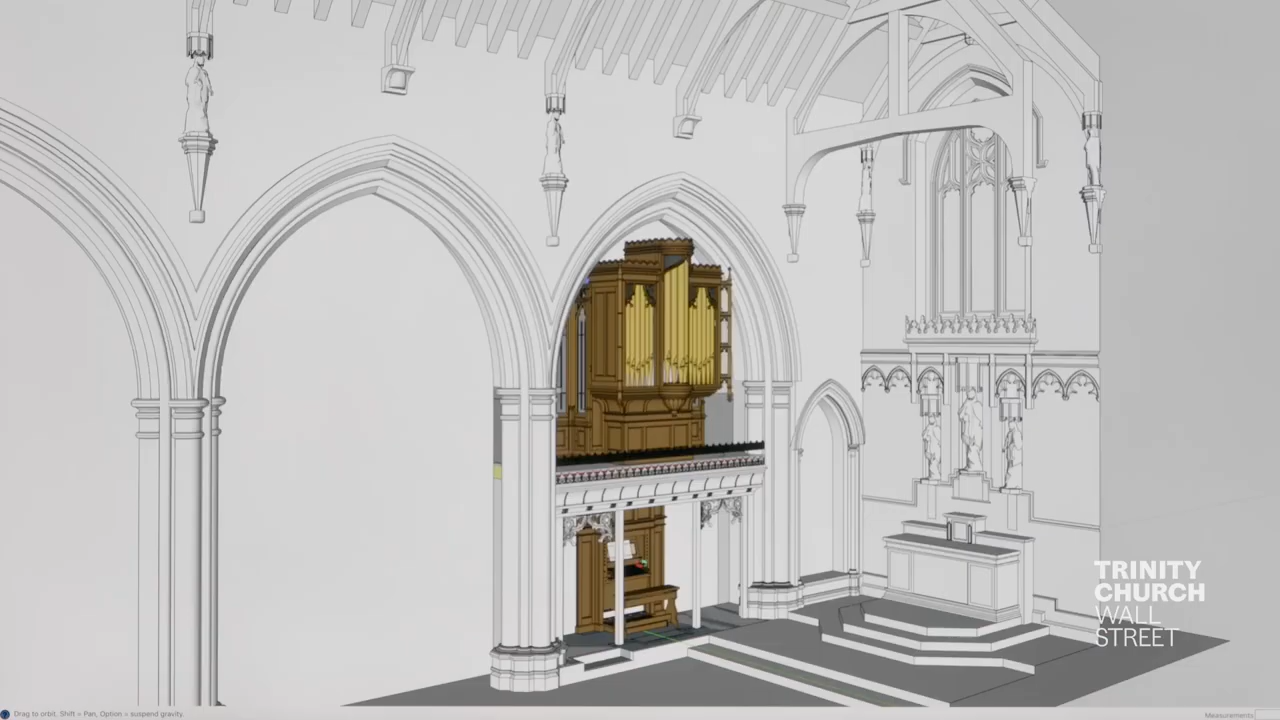 TRINITY
CHURCH
WALL
STREET
Drag to orbit. Shift = Pan, Option = suspend gravity.
Measurements